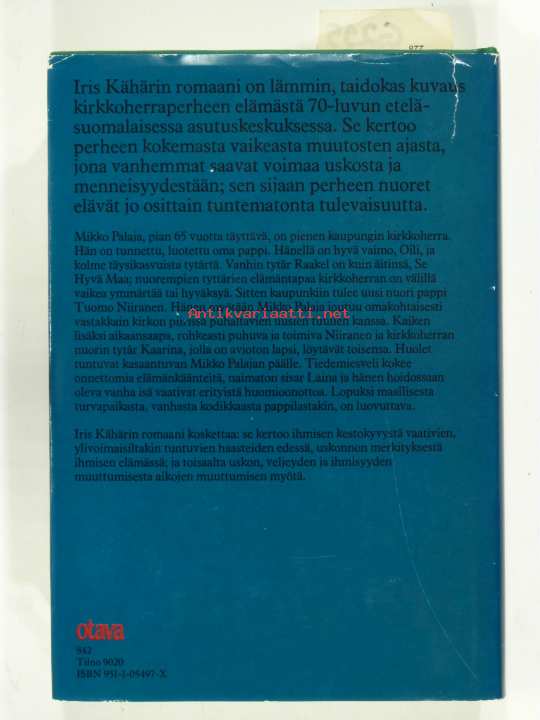 Iris Kähärin romaani on lämmin, taidokas kuvaus
kirkkoherraperheen elämästä 70-luvun etelä-
suomalaisessa asutuskeskuksessa. Se kertoo
perheen kokemasta vaikeasta muutosten ajasta,
jona vanhemmat saavat voimaa uskosta ja
menneisyydestään; sen sijaan perheen nuoret
elävät jo osittain tuntematonta tulevaisuutta.
Mikko Palaja, pian 65 vuotta täyttävä, on pienen kaupungin kirkkoherra.
Hän on tunnettu, luotettu oma pappi. Hänellä on hyvä vaimo, Oili, ja
kolme täysikasvuista tytärtä. Vanhin tytär Raakel on kuin äitinsä, Se
Hyvä Maa; nuorempien tyttärien elämäntapaa kirkkoherran on välillä
vaikea ymmärtää tai hyväksyä. Sitten kaupunkiin tulee uusi nuori pappi
Tuomo Niiranen. Hänen myötään Mikko Palaja joutuu omakohtaisesti
Antikvariaatti.net
vastakkain kirkon piirissä puhaltavien uusien tuulien kanssa. Kaiken
lisäksi aikaansaapa, rohkeasti puhuva ja toimiva Niiranen ja kirkkoherran
nuorin tytär Kaarina, jolla on avioton lapsi, löytävät toisensa. Huolet
tuntuvat kasaantuvan Mikko Palajan päälle. Tiedemiesveli kokee
onnettomia elämänkäänteitä, naimaton sisar Laina ja hänen hoidossaan
oleva vanha isä vaativat erityistä huomioonottoa. Lopuksi maallisesta
turvapaikasta, vanhasta kodikkaasta pappilastakin, on luovuttava.
Iris Kähärin romaani koskettaa: se kertoo ihmisen kestokyvystä vaativien,
ylivoimaisiltakin tuntuvien haasteiden edessä, uskonnon merkityksestä
ihmisen elämässä; ja toisaalta uskon, veljeyden ja ihmisyyden
muuttumisesta aikojen muuttumisen myötä.
otava
842
Tiino 9020
ISBN 951-1-05497-X